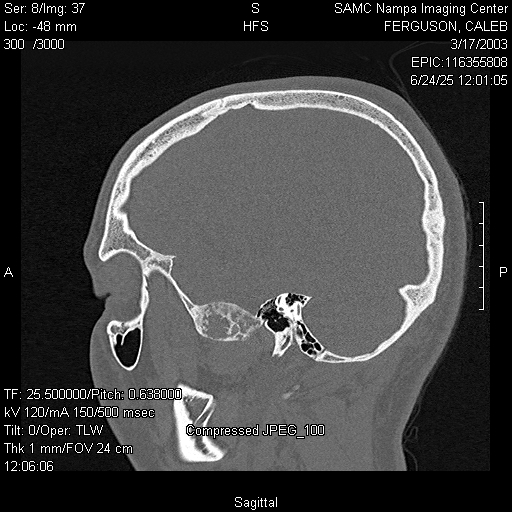 Ser: 8/Img: 37
S
SAMC Nampa Imaging Center
Loc: -48 mm
HFS
FERGUSON, CALEB
300 /3000
3/17/2003
EPIC:116355808
6/24/25 12:01:05
A
P
TF: 25.500000/Pitch: 0.638000
kV 120/mA 150/500 msec
Tilt: 0/Oper: TLW
Compressed JPEG_100
Thk 1 mm/FOV 24 cm
12:06:06
Sagittal